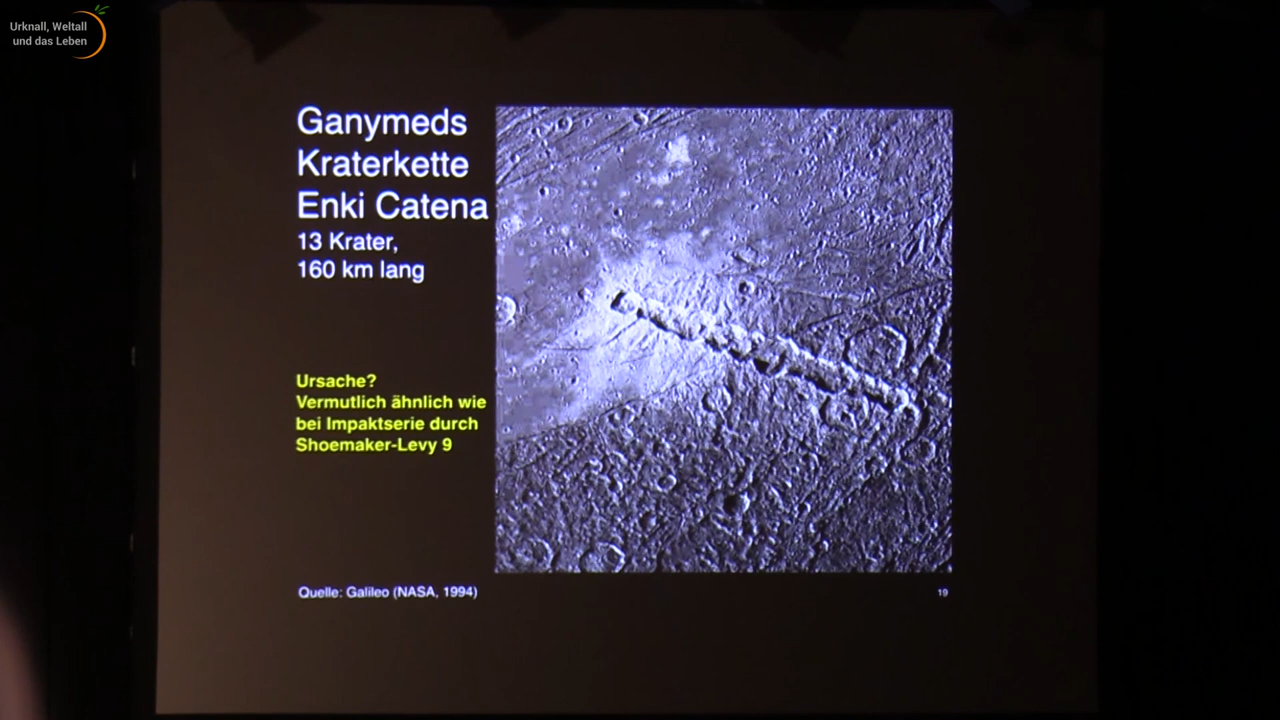 Urknall, Weltall
und das Leben
Ganymeds
Kraterkette
Enki Catena
13 Krater,
160 km lang
Ursache?
Vermutlich ähnlich wie
bei Impaktserie durch
Shoemaker-Levy 9
Quelle: Galileo (NASA, 1994)
19